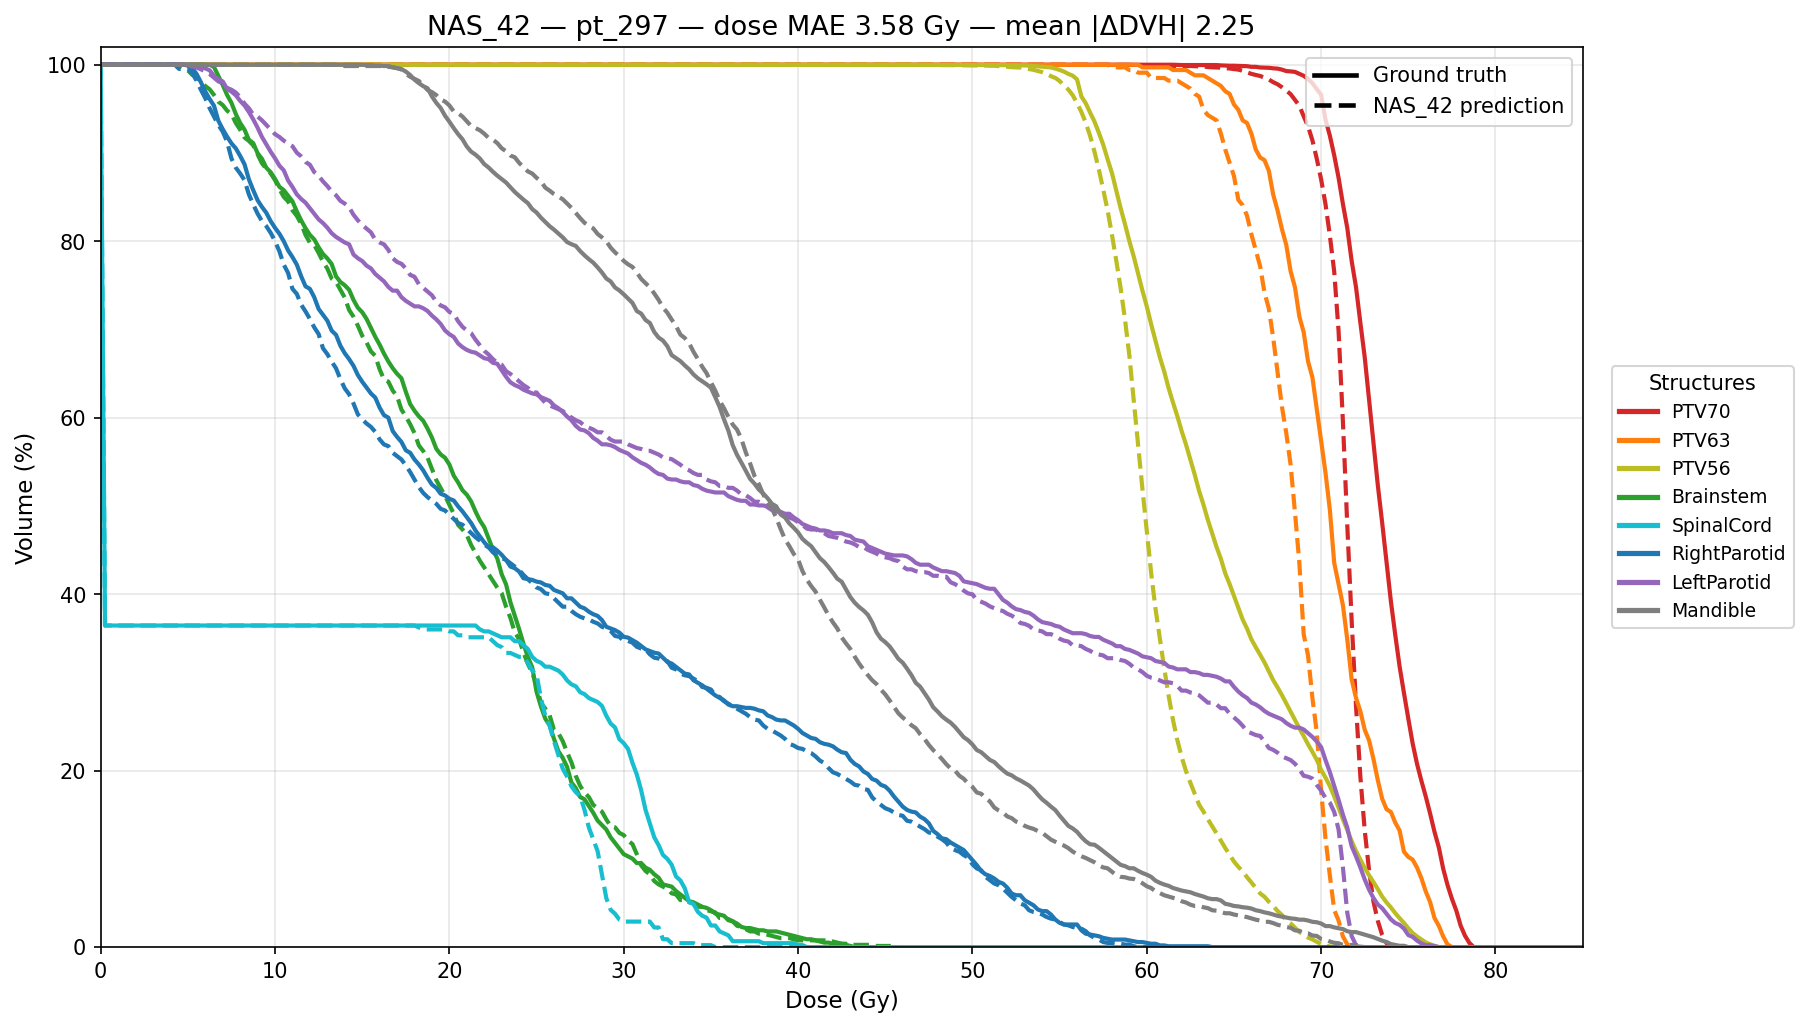 NAS_42 — pt_297 — dose MAE 3.58 Gy — mean |ΔDVH| 2.25
Ground truth
NAS_42 prediction
Volume (%)
100
80
60
40
20
0
0 10 20 30 40 50 60 70 80
Dose (Gy)
Structures
PTV70
PTV63
PTV56
Brainstem
SpinalCord
RightParotid
LeftParotid
Mandible